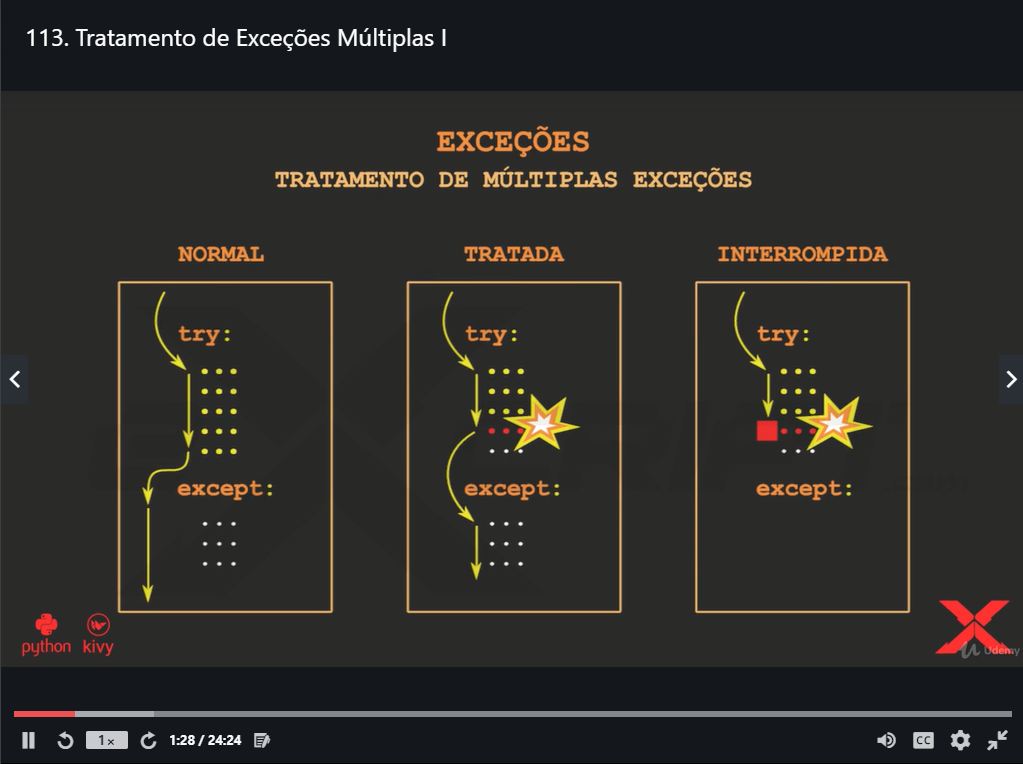 113. Tratamento de Exceções Múltiplas I
EXCEÇÕES
TRATAMENTO DE MÚLTIPLAS EXCEÇÕES
NORMAL
try:
except:
TRATADA
try:
except:
INTERROMPIDA
try:
except:
python
kivy
Udemy
1x
1:28 / 24:24
CC